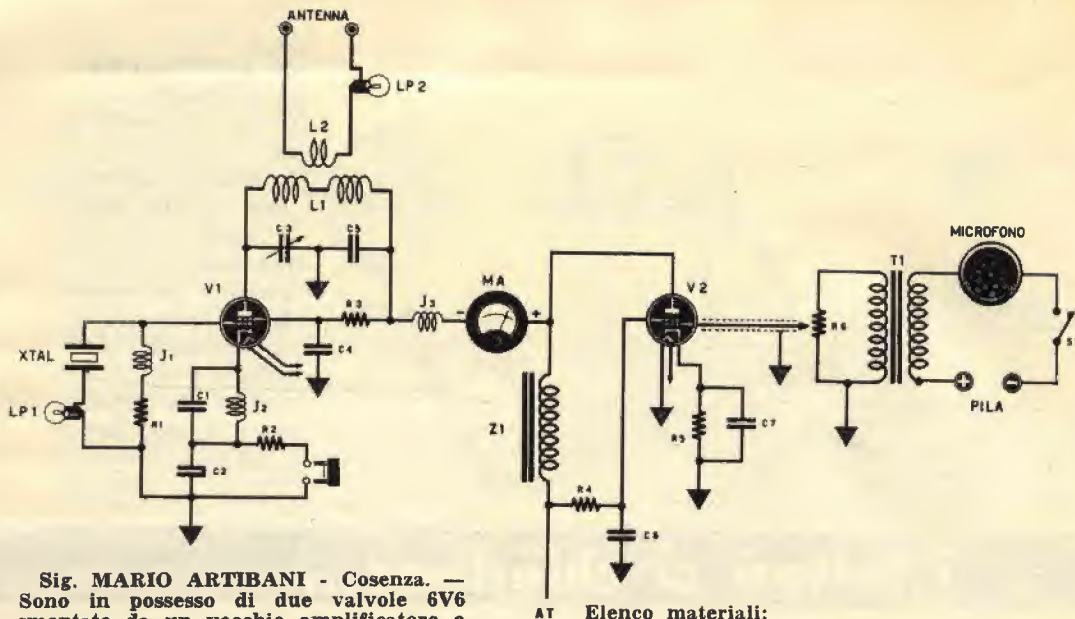 ANTENNA
LP2
L2
L1
C3
C5
MICROFONO
V1
R3
J3
MA
V2
T1
XTAL
J1
C4
R6
S1
LP1
R1
C1
J2
Z1
PILA
R2
R5
C7
C2
R4
C6
Sig. MARIO ARTIBANI - Cosenza. —
Sono in possesso di due valvole 6V6
AT
Elenco materiali: